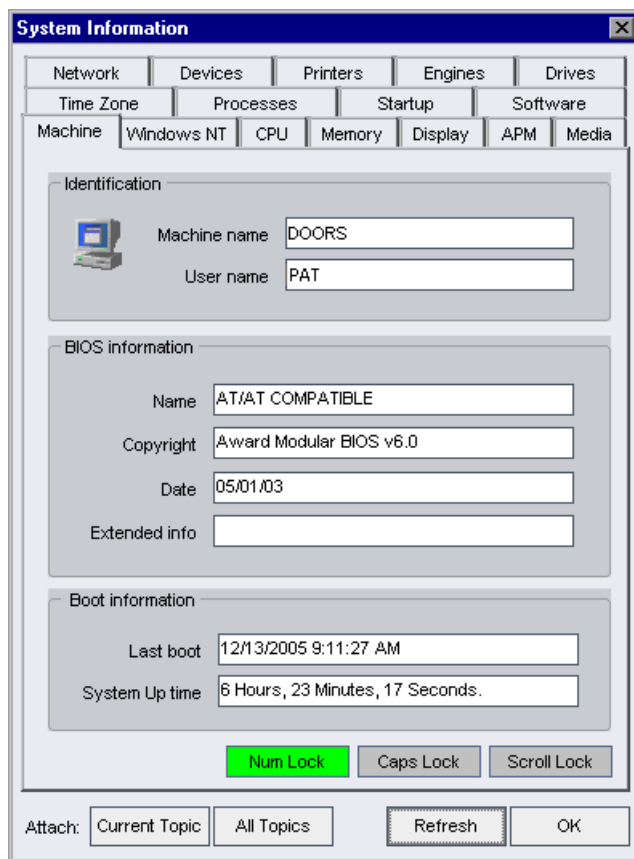 System Information
Network Devices Printers Engines Drives
Time Zone Processes Startup Software
Machine Windows NT CPU Memory Display APM Media
Identification
Machine name DOORS
User name PAT
BIOS information
Name AT/AT COMPATIBLE
Copyright Award Modular BIOS v6.0
Date 05/01/03
Extended info
Boot information
Last boot 12/13/2005 9:11:27 AM
System Up time 6 Hours, 23 Minutes, 17 Seconds.
Num Lock Caps Lock Scroll Lock
Attach: Current Topic All Topics Refresh OK